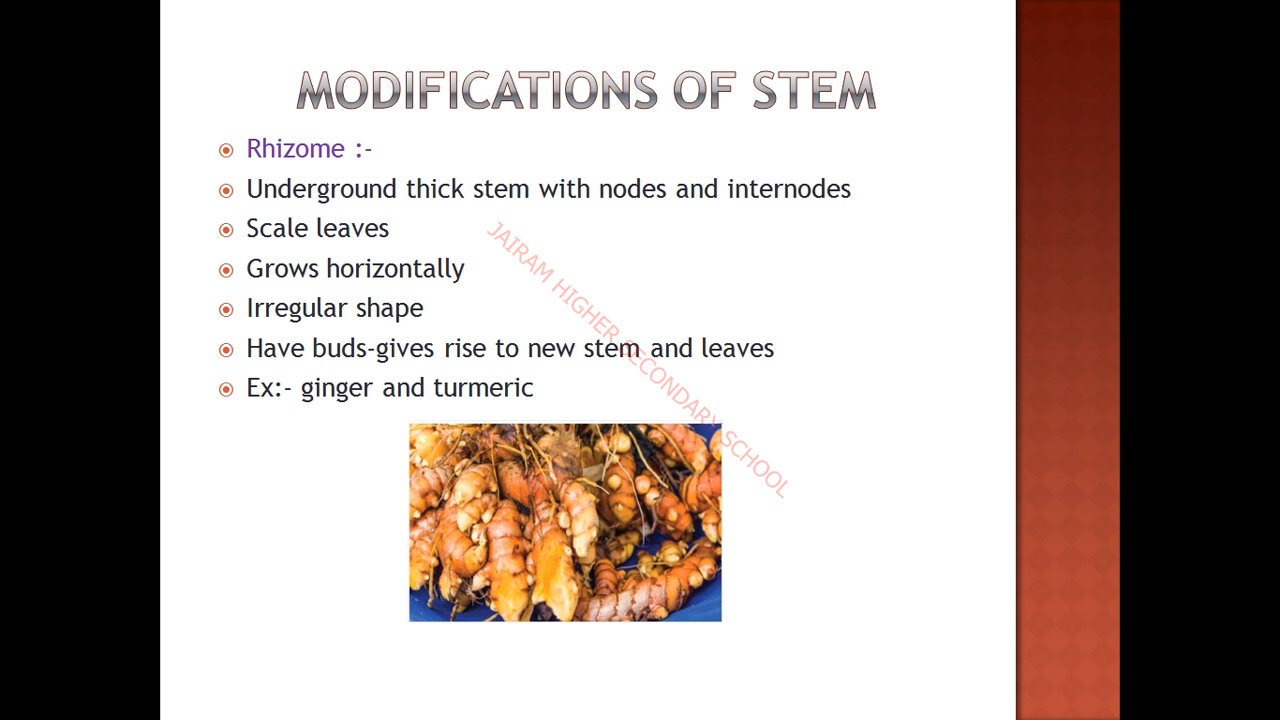 MODIFICATIONS OF STEM
Rhizome :-
Underground thick stem with nodes and internodes
Scale leaves
Grows horizontally
Irregular shape
Have buds-gives rise to new stem and leaves
Ex:- ginger and turmeric
JAIRAM HIGHER SECONDARY SCHOOL